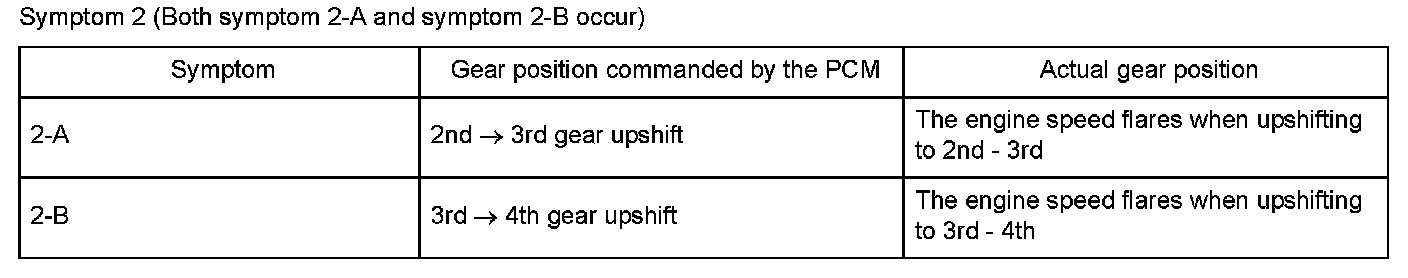 Symptom 2 (Both symptom 2-A and symptom 2-B occur)
Symptom Gear position commanded by the PCM Actual gear position
2-A 2nd → 3rd gear upshift The engine speed flares when upshifting
to 2nd - 3rd
2-B 3rd → 4th gear upshift The engine speed flares when upshifting
to 3rd - 4th